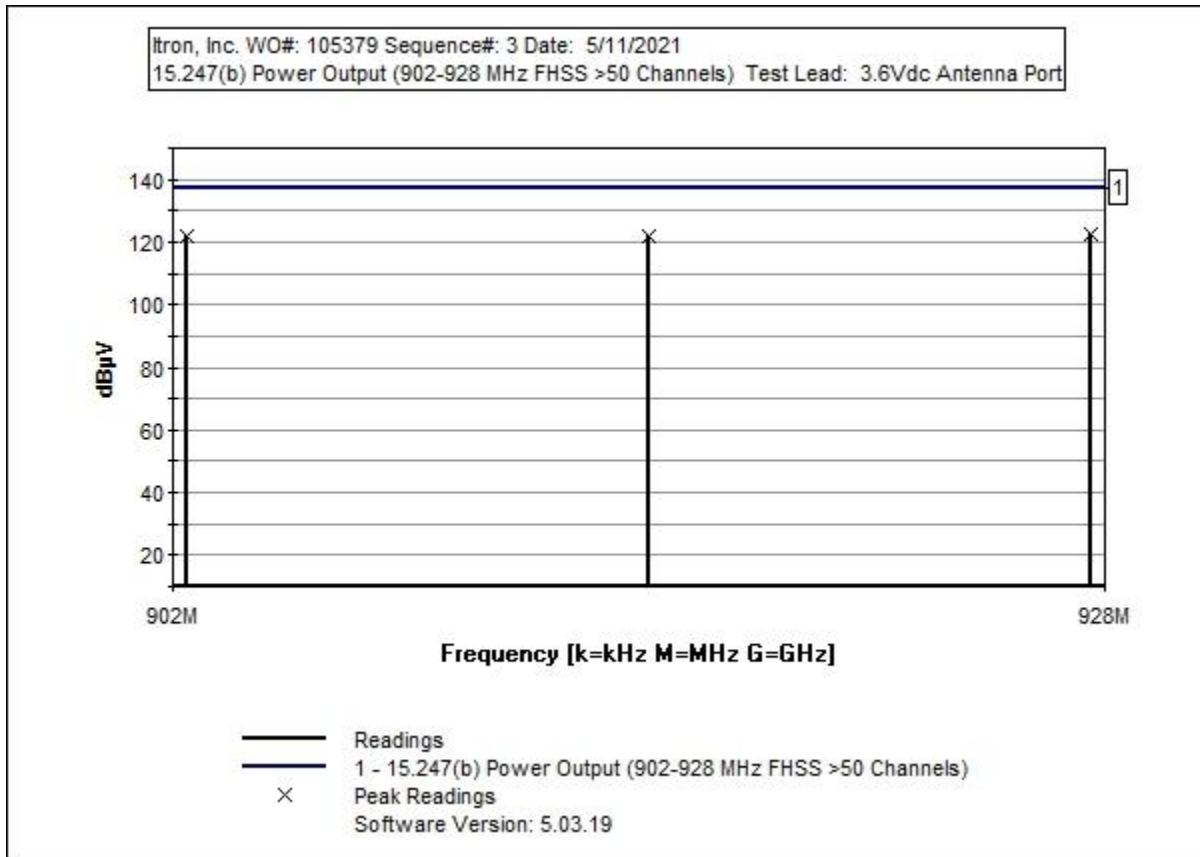 Itron, Inc. WO#: 105379 Sequence#: 3 Date: 5/11/2021
15.247(b) Power Output (902-928 MHz FHSS >50 Channels) Test Lead: 3.6Vdc Antenna Port
140
1
120
100
80
60
40
20
dBµV
902M
928M
Frequency [k=kHz M=MHz G=GHz]
Readings
1 - 15.247(b) Power Output (902-928 MHz FHSS >50 Channels)
Peak Readings
Software Version: 5.03.19